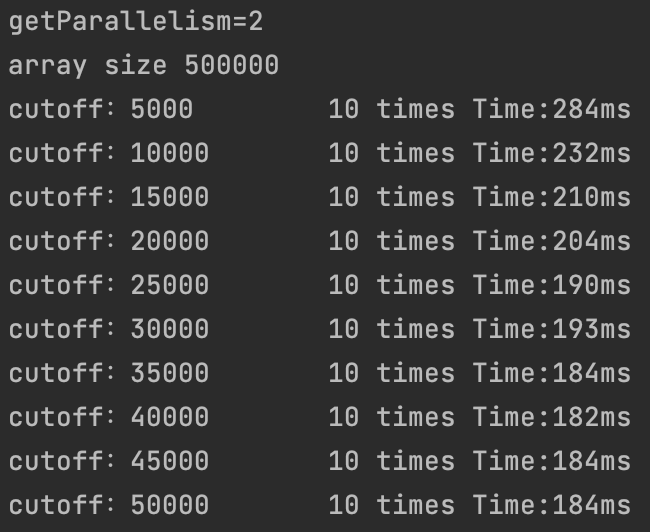 getParallelism=2
array size 500000
cutoff: 5000 10 times Time:284ms
cutoff: 10000 10 times Time:232ms
cutoff: 15000 10 times Time:210ms
cutoff: 20000 10 times Time:204ms
cutoff: 25000 10 times Time:190ms
cutoff: 30000 10 times Time:193ms
cutoff: 35000 10 times Time:184ms
cutoff: 40000 10 times Time:182ms
cutoff: 45000 10 times Time:184ms
cutoff: 50000 10 times Time:184ms